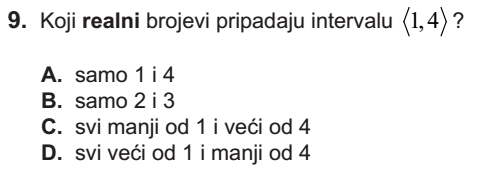 9. Koji realni brojevi pripadaju intervalu ⟨1,4⟩?
A. samo 1 i 4
B. samo 2 i 3
C. svi manji od 1 i veći od 4
D. svi veći od 1 i manji od 4